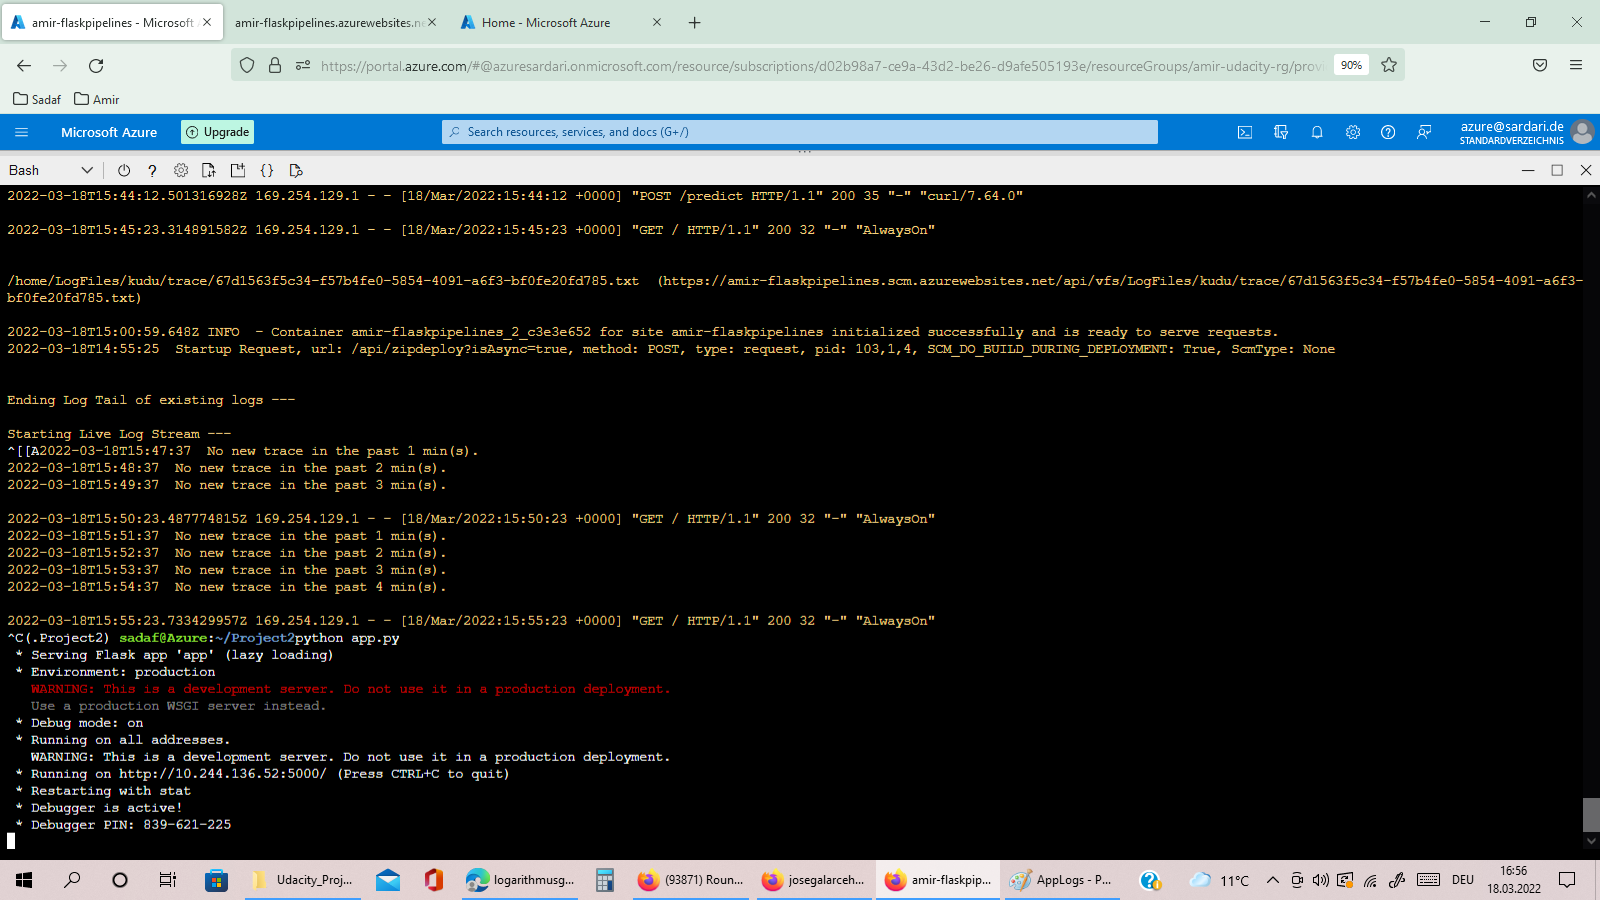 amir-flaskpipelines - Microsoft
amir-flaskpipelines.azurewebsites.ne
Home - Microsoft Azure
https://portal.azure.com/#@azuresardari.onmicrosoft.com/resource/subscriptions/d02b98a7-ce9a-43d2-be26-d9afe505193e/resourceGroups/amir-udacity-rg/provi
90%
Sadaf Amir
Microsoft Azure
Upgrade
Search resources, services, and docs (G+/)
azure@sardari.de
STANDARDVERZEICHNIS
Bash
2022-03-18T15:44:12.501316928Z 169.254.129.1 - - [18/Mar/2022:15:44:12 +0000] "POST /predict HTTP/1.1" 200 35 "-" "curl/7.64.0"
2022-03-18T15:45:23.314891582Z 169.254.129.1 - - [18/Mar/2022:15:45:23 +0000] "GET / HTTP/1.1" 200 32 "-" "AlwaysOn"
/home/LogFiles/kudu/trace/67d1563f5c34-f57b4fe0-5854-4091-a6f3-bf0fe20fd785.txt  (https://amir-flaskpipelines.scm.azurewebsites.net/api/vfs/LogFiles/kudu/trace/67d1563f5c34-f57b4fe0-5854-4091-a6f3-
bf0fe20fd785.txt)
2022-03-18T15:00:59.648Z INFO  - Container amir-flaskpipelines_2_c3e3e652 for site amir-flaskpipelines initialized successfully and is ready to serve requests.
2022-03-18T14:55:25  Startup Request, url: /api/zipdeploy?isAsync=true, method: POST, type: request, pid: 103,1,4, SCM_DO_BUILD_DURING_DEPLOYMENT: True, ScmType: None
Ending Log Tail of existing logs ---
Starting Live Log Stream ---
^[[A2022-03-18T15:47:37  No new trace in the past 1 min(s).
2022-03-18T15:48:37  No new trace in the past 2 min(s).
2022-03-18T15:49:37  No new trace in the past 3 min(s).
2022-03-18T15:50:23.487774815Z 169.254.129.1 - - [18/Mar/2022:15:50:23 +0000] "GET / HTTP/1.1" 200 32 "-" "AlwaysOn"
2022-03-18T15:51:37  No new trace in the past 1 min(s).
2022-03-18T15:52:37  No new trace in the past 2 min(s).
2022-03-18T15:53:37  No new trace in the past 3 min(s).
2022-03-18T15:54:37  No new trace in the past 4 min(s).
2022-03-18T15:55:23.733429957Z 169.254.129.1 - - [18/Mar/2022:15:55:23 +0000] "GET / HTTP/1.1" 200 32 "-" "AlwaysOn"
^C(.Project2) sadaf@Azure:~/Project2python app.py
* Serving Flask app 'app' (lazy loading)
* Environment: production
WARNING: This is a development server. Do not use it in a production deployment.
Use a production WSGI server instead.
* Debug mode: on
* Running on all addresses.
WARNING: This is a development server. Do not use it in a production deployment.
* Running on http://10.244.136.52:5000/ (Press CTRL+C to quit)
* Restarting with stat
* Debugger is active!
* Debugger PIN: 839-621-225
Udacity_Proj...
logarithmusg...
(93871) Roun...
josegalarceh...
amir-flaskpip...
AppLogs - P...
11°C
DEU
16:56
18.03.2022